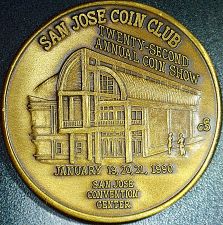 SAN JOSE COIN CLUB
TWENTY-SECOND
ANNUAL COIN SHOW
JANUARY 19, 20, 21, 1990
SAN JOSE
CONVENTION
CENTER